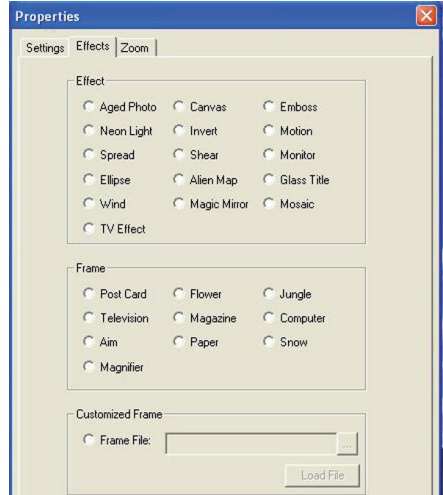 Properties
Settings Effects Zoom
Effect
Aged Photo Canvas Emboss
Neon Light Invert Motion
Spread Shear Monitor
Ellipse Alien Map Glass Title
Wind Magic Mirror Mosaic
TV Effect
Frame
Post Card Flower Jungle
Television Magazine Computer
Aim Paper Snow
Magnifier
Customized Frame
Frame File: ...
Load File